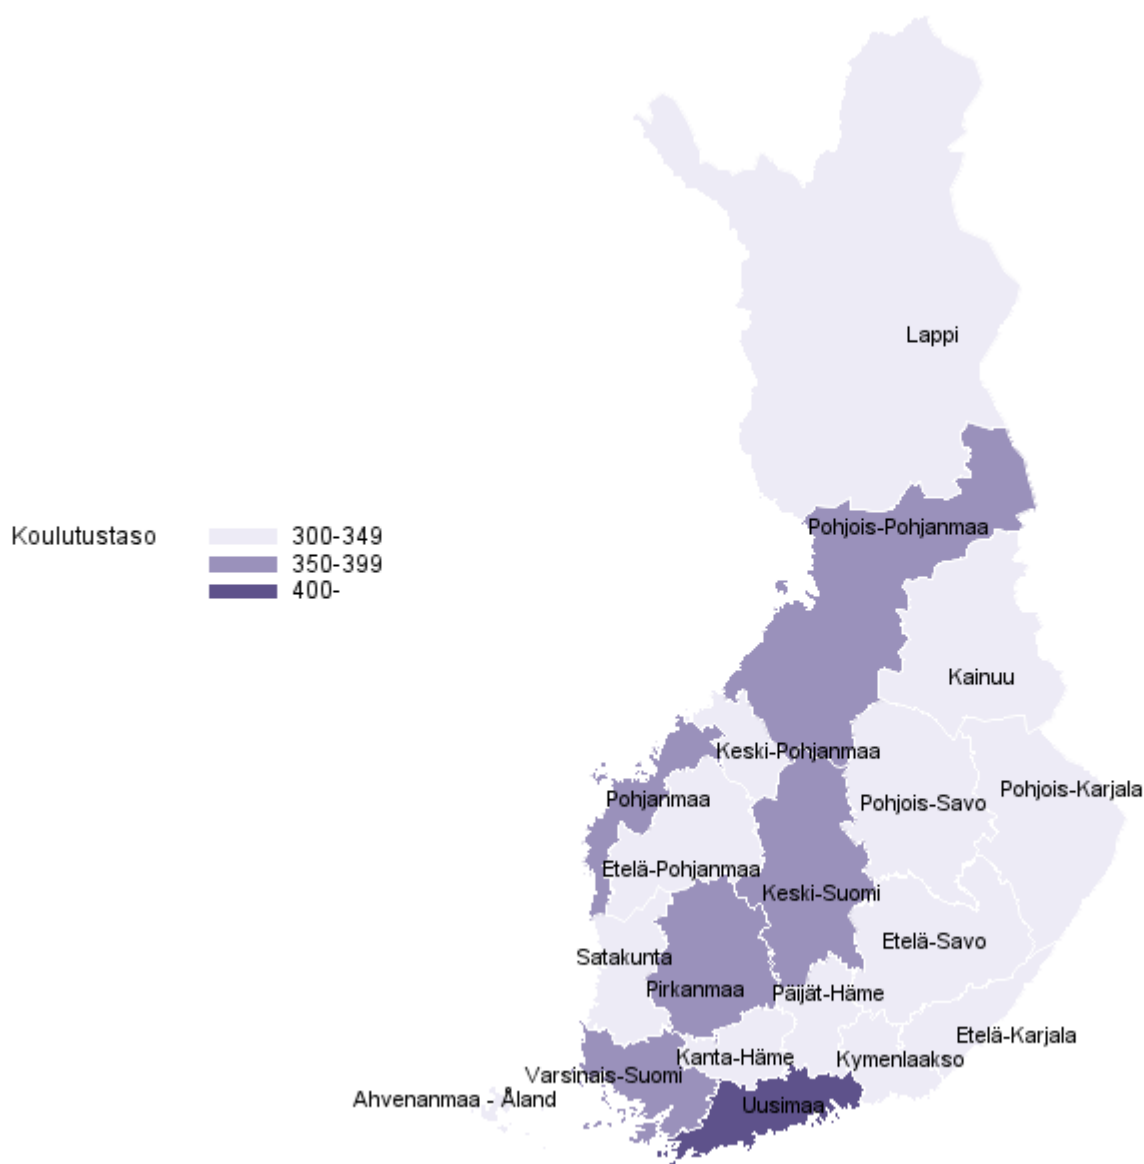 Lappi
Pohjois-Pohjanmaa
Koulutustaso
300-349
350-399
400-
Kainuu
Keski-Pohjanmaa
Pohjois-Karjala
Pohjanmaa
Pohjois-Savo
Etelä-Pohjanmaa
Keski-Suomi
Etelä-Savo
Satakunta
Pirkanmaa
Päijät-Häme
Etelä-Karjala
Kanta-Häme
Kymenlaakso
Varsinais-Suomi
Ahvenanmaa - Åland
Uusimaa